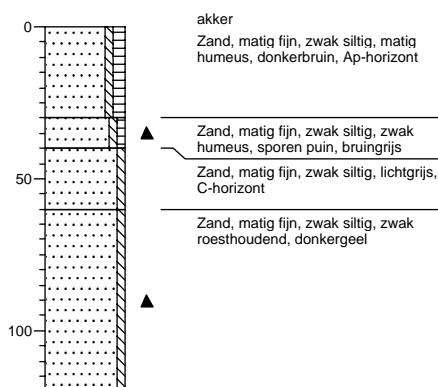 0
akker
Zand, matig fijn, zwak siltig, matig
humeus, donkerbruin, Ap-horizont
Zand, matig fijn, zwak siltig, zwak
humeus, sporen puin, bruingrijs
Zand, matig fijn, zwak siltig, lichtgrijs,
C-horizont
50
Zand, matig fijn, zwak siltig, zwak
roesthoudend, donkergeel
100